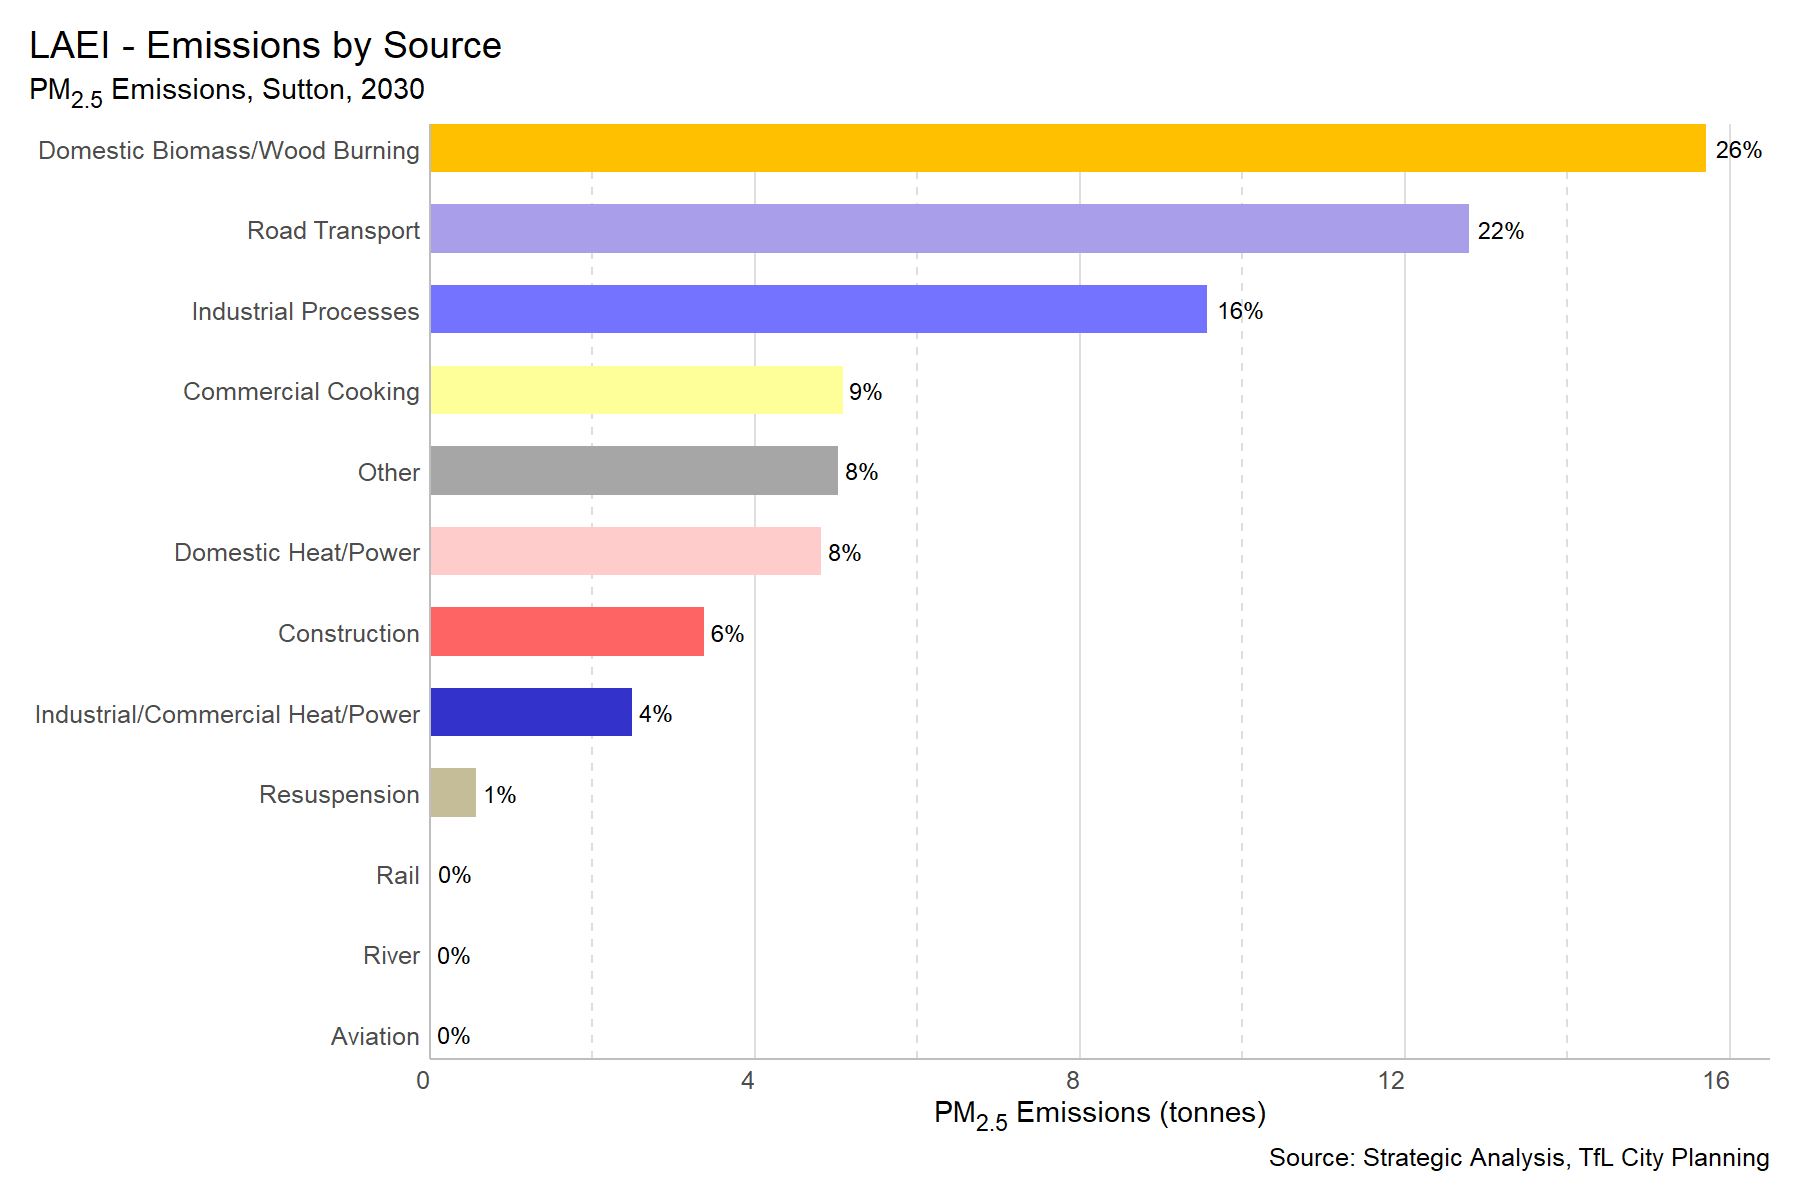 LAEI - Emissions by Source
PM2.5 Emissions, Sutton, 2030
Domestic Biomass/Wood Burning 26%
Road Transport 22%
Industrial Processes 16%
Commercial Cooking 9%
Other 8%
Domestic Heat/Power 8%
Construction 6%
Industrial/Commercial Heat/Power 4%
Resuspension 1%
Rail 0%
River 0%
Aviation 0%
0 4 8 12 16
PM2.5 Emissions (tonnes)
Source: Strategic Analysis, TfL City Planning